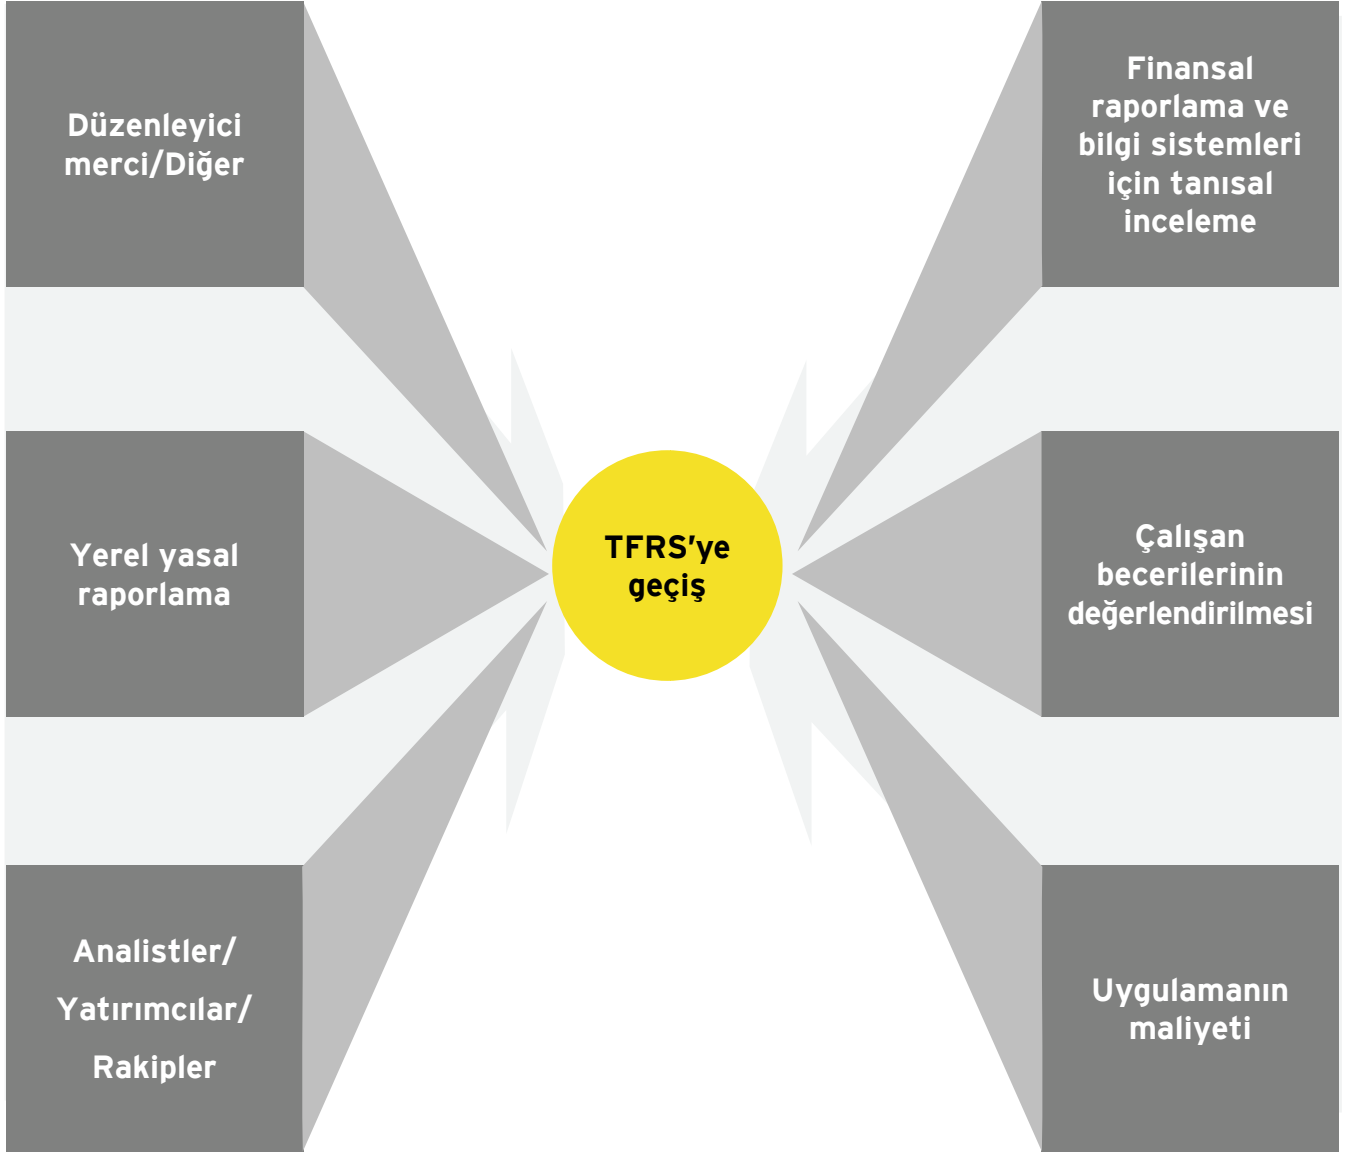 Düzenleyici
merci/Diğer
Yerel yasal
raporlama
Analistler/
Yatırımcılar/
Rakipler
TFRS'ye
geçiş
Finansal
raporlama ve
bilgi sistemleri
için tanısal
inceleme
Çalışan
becerilerinin
değerlendirilmesi
Uygulamanın
maliyeti